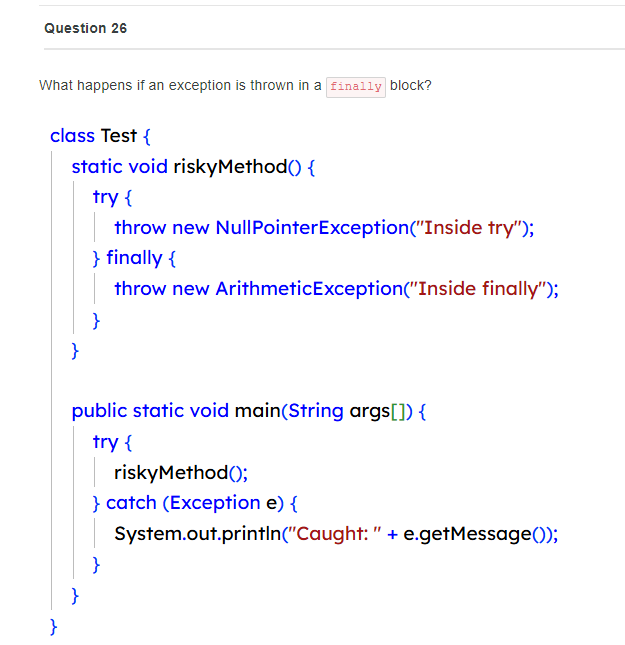 Question 26
What happens if an exception is thrown in a finally block?
class Test {
static void riskyMethod() {
try {
throw new NullPointerException("Inside try");
} finally {
throw new ArithmeticException("Inside finally");
}
}
public static void main(String args[]) {
try {
riskyMethod();
} catch (Exception e) {
System.out.println("Caught: " + e.getMessage());
}
}
}